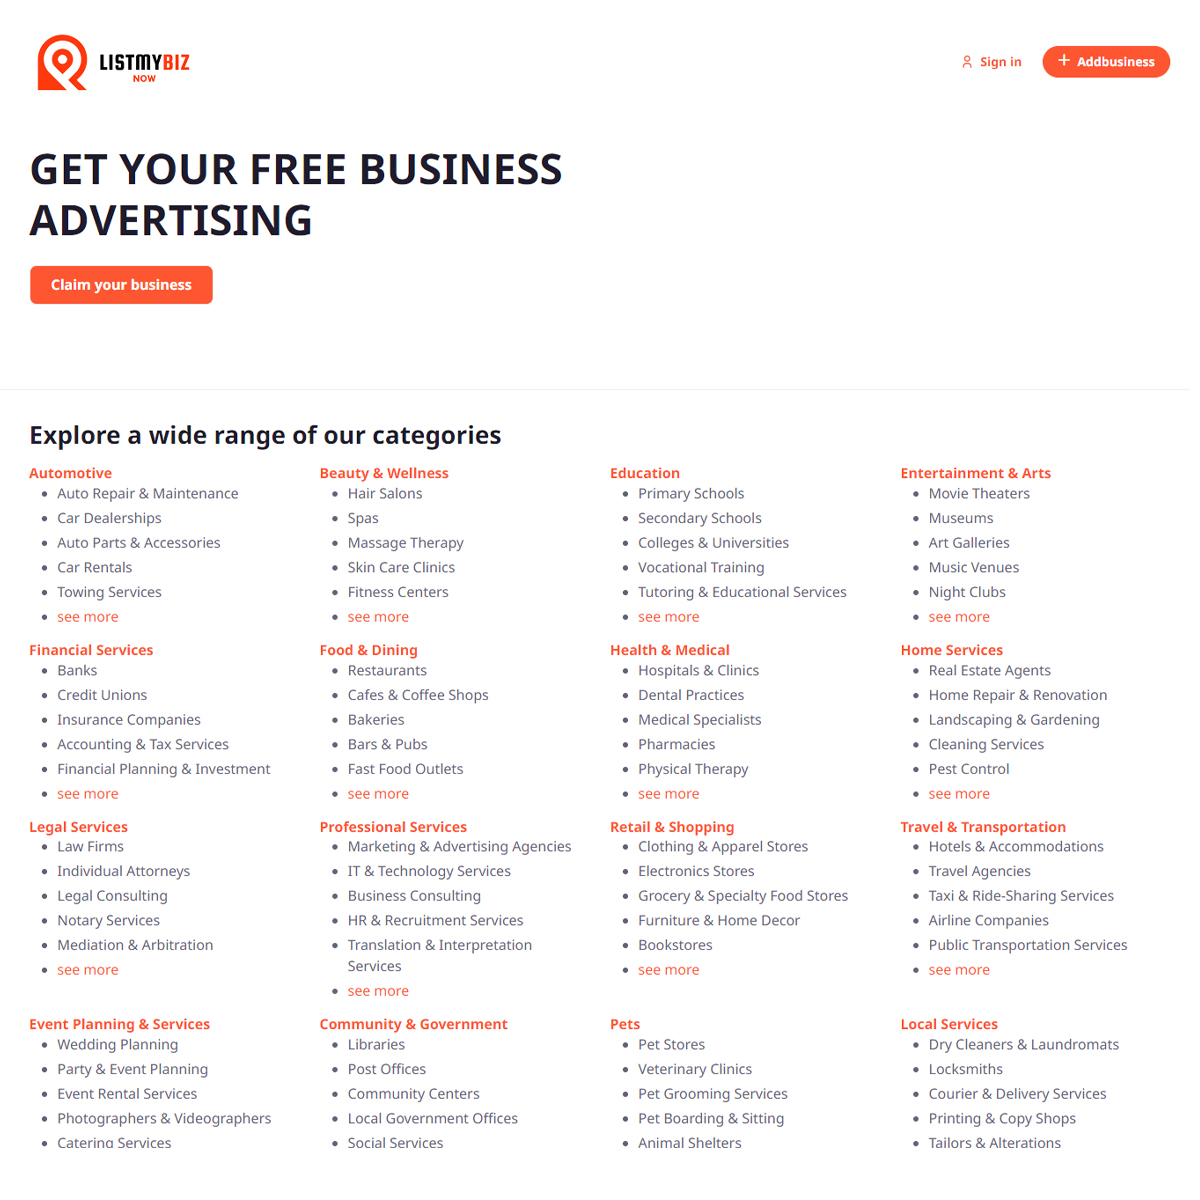 LISTMYBIZ
NOW
Sign in
+ Addbusiness
GET YOUR FREE BUSINESS
ADVERTISING
Claim your business
Explore a wide range of our categories
Automotive
• Auto Repair & Maintenance
• Car Dealerships
• Auto Parts & Accessories
• Car Rentals
• Towing Services
• see more
Beauty & Wellness
• Hair Salons
• Spas
• Massage Therapy
• Skin Care Clinics
• Fitness Centers
• see more
Education
• Primary Schools
• Secondary Schools
• Colleges & Universities
• Vocational Training
• Tutoring & Educational Services
• see more
Entertainment & Arts
• Movie Theaters
• Museums
• Art Galleries
• Music Venues
• Night Clubs
• see more
Financial Services
• Banks
• Credit Unions
• Insurance Companies
• Accounting & Tax Services
• Financial Planning & Investment
• see more
Food & Dining
• Restaurants
• Cafes & Coffee Shops
• Bakeries
• Bars & Pubs
• Fast Food Outlets
• see more
Health & Medical
• Hospitals & Clinics
• Dental Practices
• Medical Specialists
• Pharmacies
• Physical Therapy
• see more
Home Services
• Real Estate Agents
• Home Repair & Renovation
• Landscaping & Gardening
• Cleaning Services
• Pest Control
• see more
Legal Services
• Law Firms
• Individual Attorneys
• Legal Consulting
• Notary Services
• Mediation & Arbitration
• see more
Professional Services
• Marketing & Advertising Agencies
• IT & Technology Services
• Business Consulting
• HR & Recruitment Services
• Translation & Interpretation
Services
• see more
Retail & Shopping
• Clothing & Apparel Stores
• Electronics Stores
• Grocery & Specialty Food Stores
• Furniture & Home Decor
• Bookstores
• see more
Travel & Transportation
• Hotels & Accommodations
• Travel Agencies
• Taxi & Ride-Sharing Services
• Airline Companies
• Public Transportation Services
• see more
Event Planning & Services
• Wedding Planning
• Party & Event Planning
• Event Rental Services
• Photographers & Videographers
• Catering Services
Community & Government
• Libraries
• Post Offices
• Community Centers
• Local Government Offices
• Social Services
Pets
• Pet Stores
• Veterinary Clinics
• Pet Grooming Services
• Pet Boarding & Sitting
• Animal Shelters
Local Services
• Dry Cleaners & Laundromats
• Locksmiths
• Courier & Delivery Services
• Printing & Copy Shops
• Tailors & Alterations